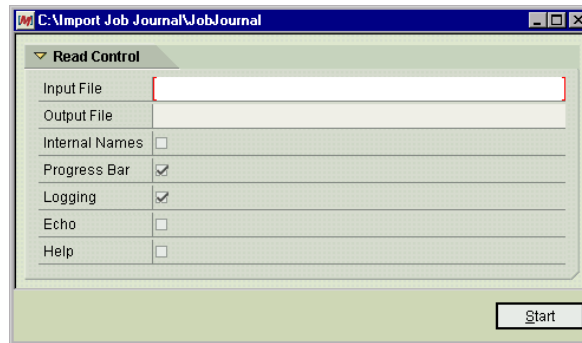 C:\Import Job Journal\JobJournal
Read Control
Input File
Output File
Internal Names
Progress Bar
Logging
Echo
Help
Start